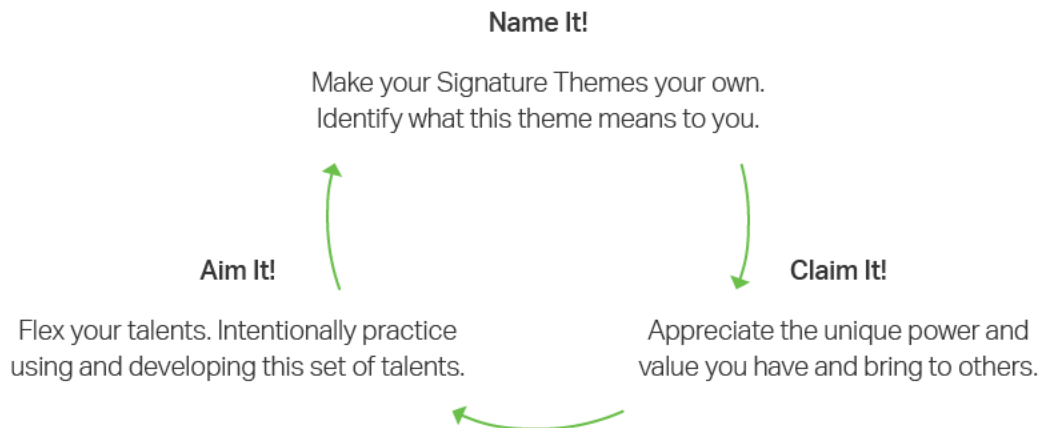 Name It!
Make your Signature Themes your own.
Identify what this theme means to you.
Aim It!
Flex your talents. Intentionally practice
using and developing this set of talents.
Claim It!
Appreciate the unique power and
value you have and bring to others.